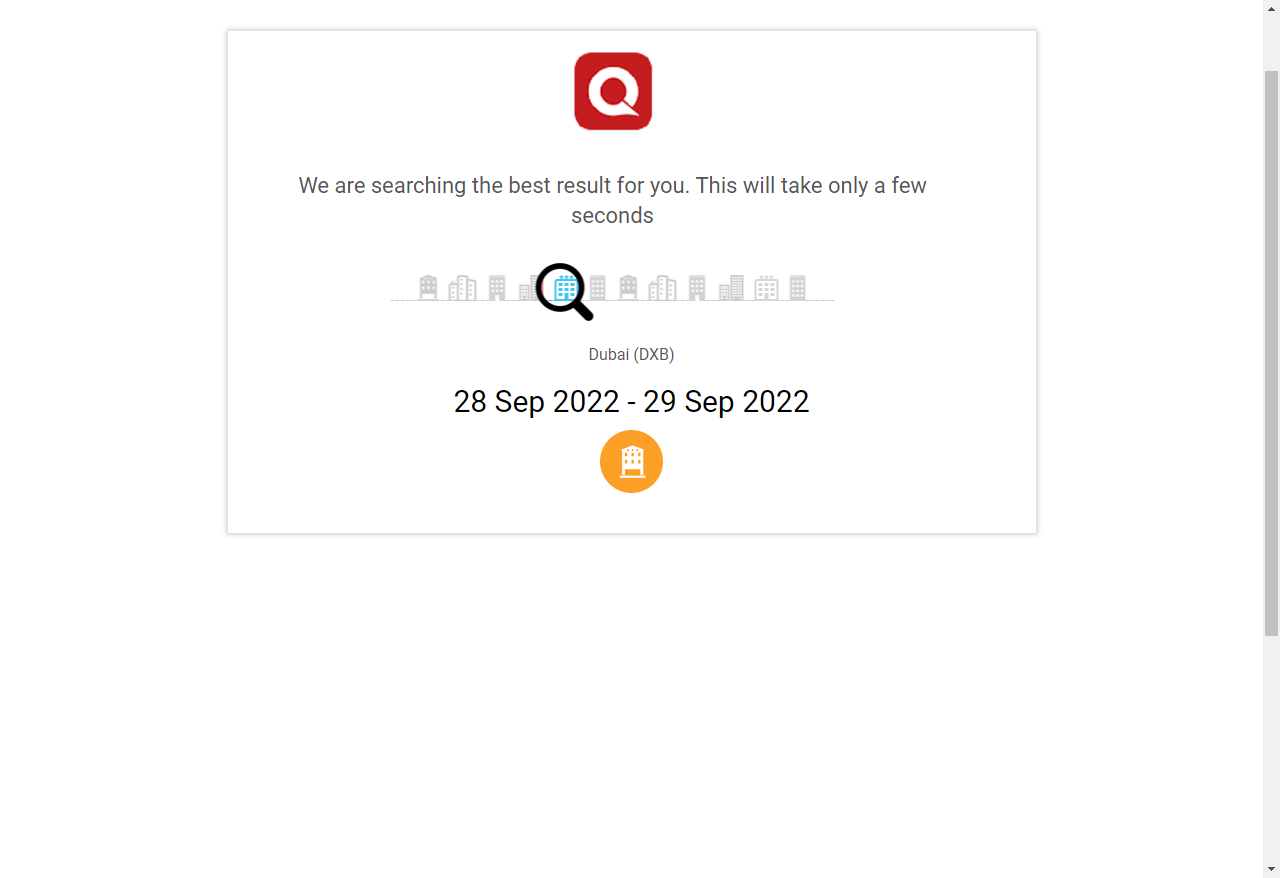 We are searching the best result for you. This will take only a few
seconds
Dubai (DXB)
28 Sep 2022 - 29 Sep 2022